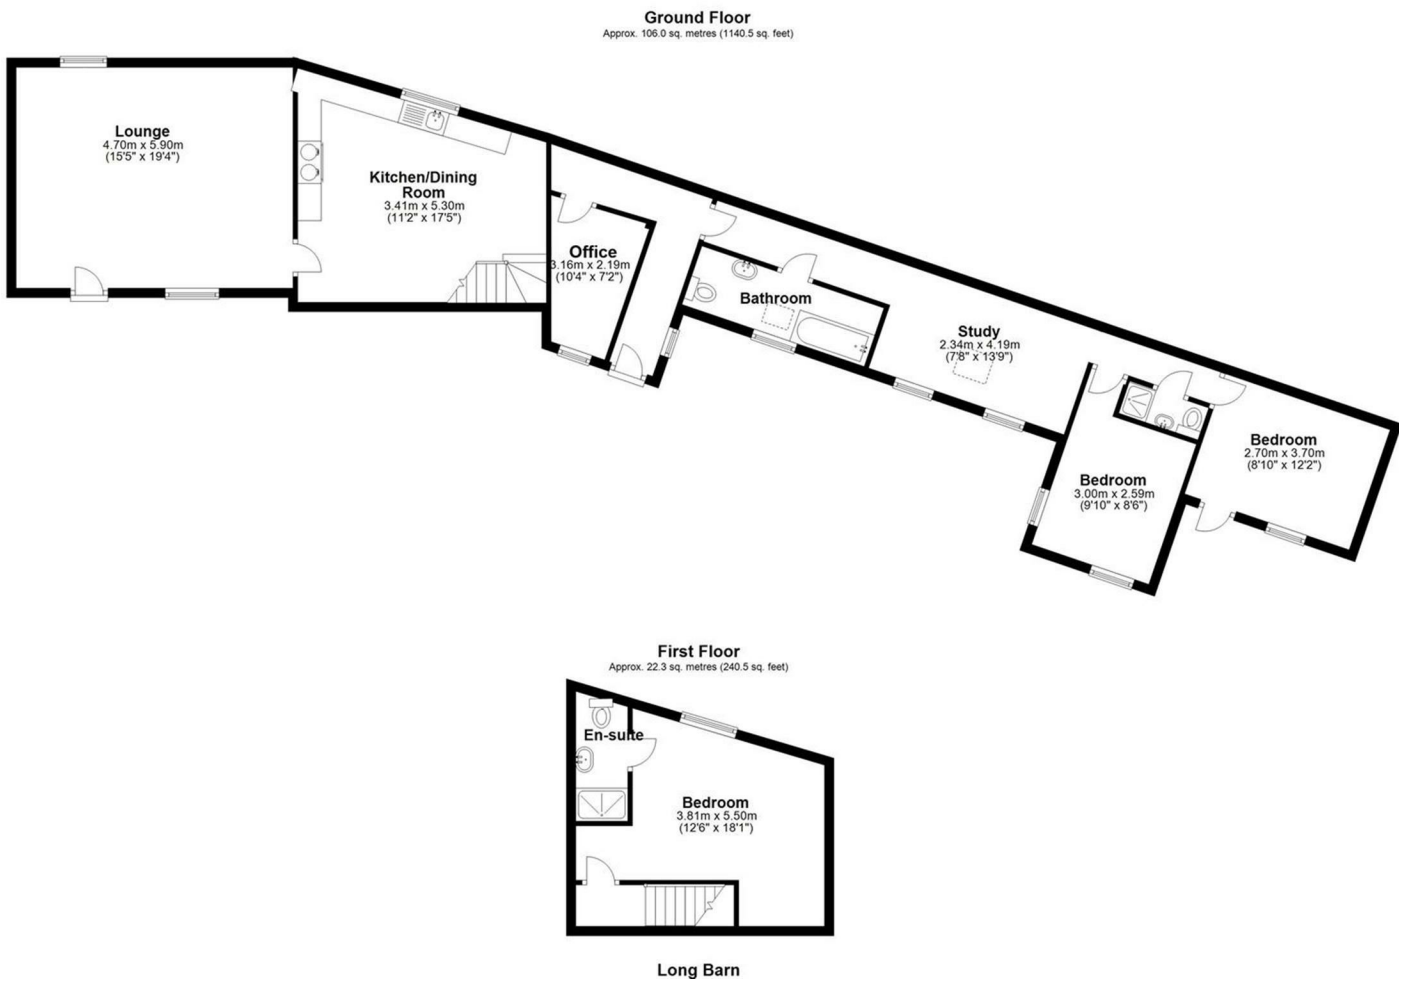 Ground Floor
Approx. 106.0 sq. metres (1140.5 sq. feet)
Lounge
4.70m x 5.90m
(15'5" x 19'4")
Kitchen/Dining
Room
3.41m x 5.30m
(11'2" x 17'5")
Office
3.16m x 2.19m
(10'4" x 7'2")
Bathroom
Study
2.34m x 4.19m
(7'8" x 13'9")
Bedroom
3.00m x 2.59m
(9'10" x 8'6")
Bedroom
2.70m x 3.70m
(8'10" x 12'2")
First Floor
Approx. 22.3 sq. metres (240.5 sq. feet)
En-suite
Bedroom
3.81m x 5.50m
(12'6" x 18'1")
Long Barn